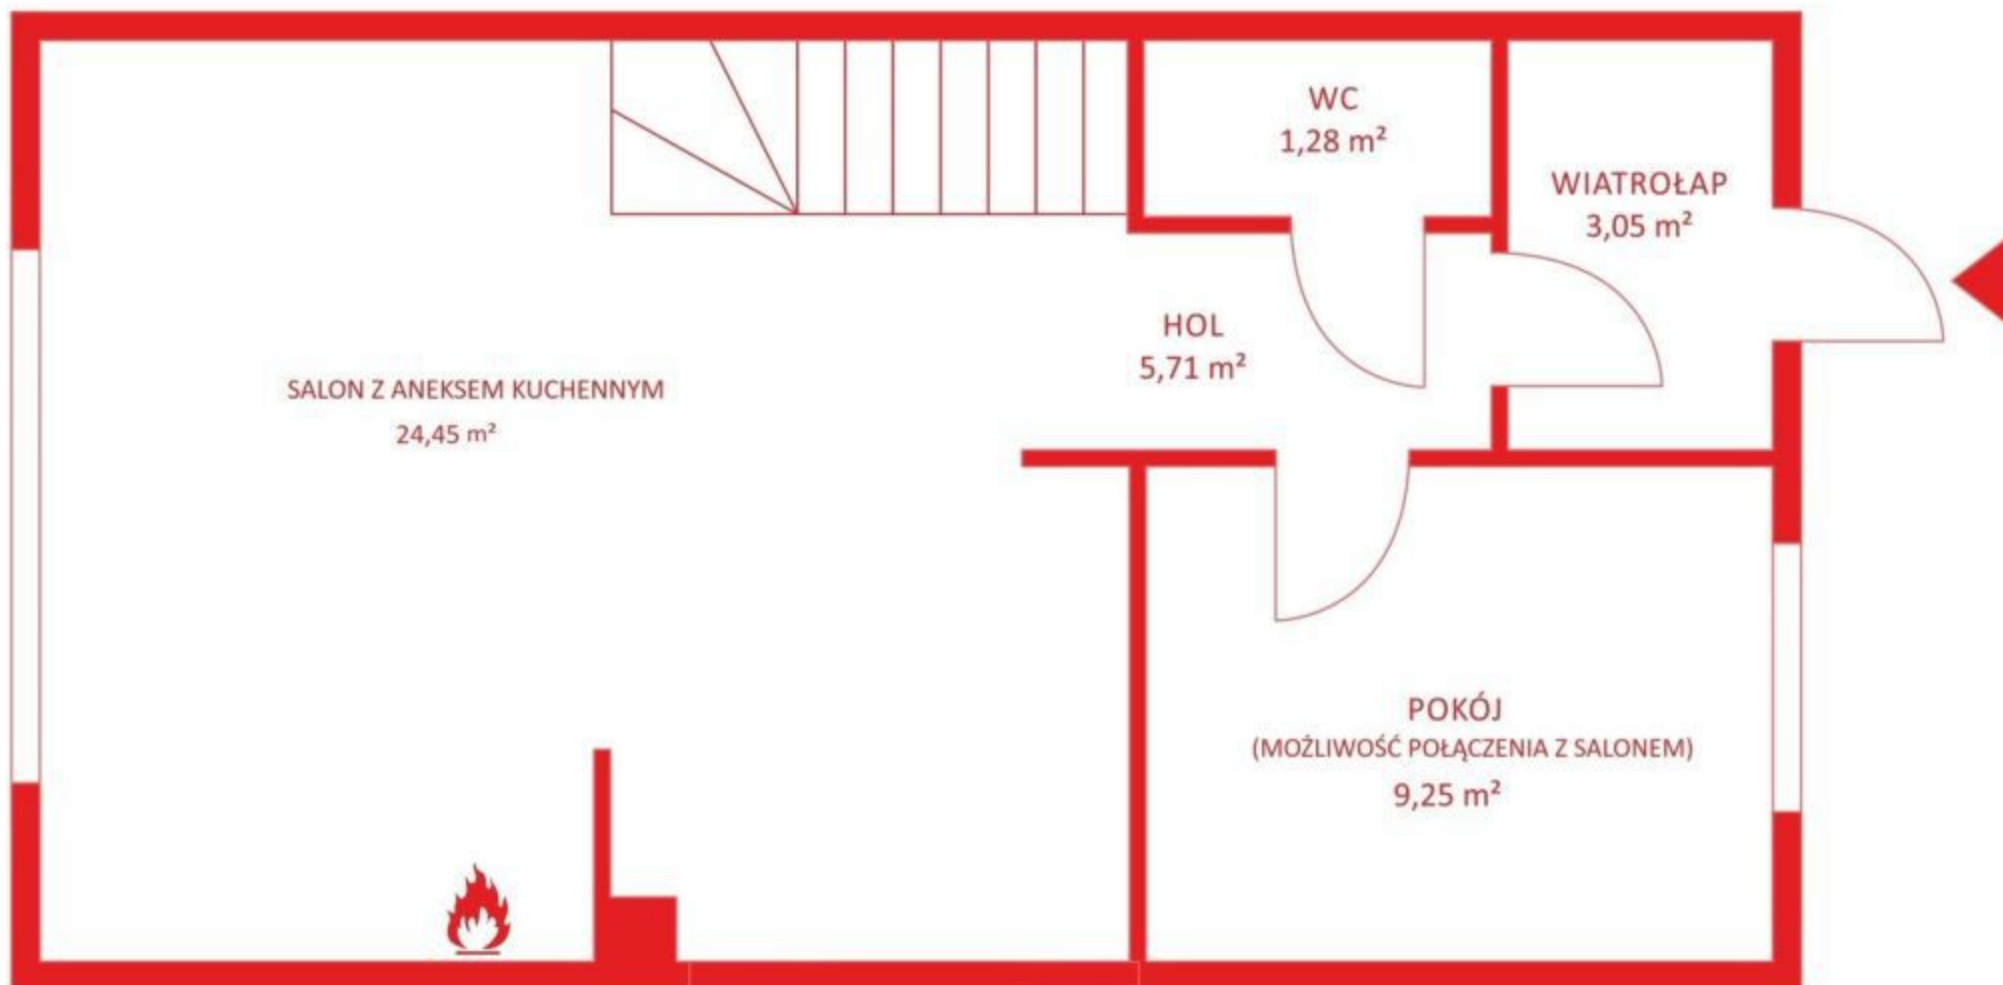 WC
1,28 m²
WIATROŁAP
3,05 m²
HOL
5,71 m²
SALON Z ANEKSEM KUCHENNYM
24,45 m²
POKÓJ
(MOŻLIWOŚĆ POŁĄCZENIA Z SALONEM)
9,25 m²